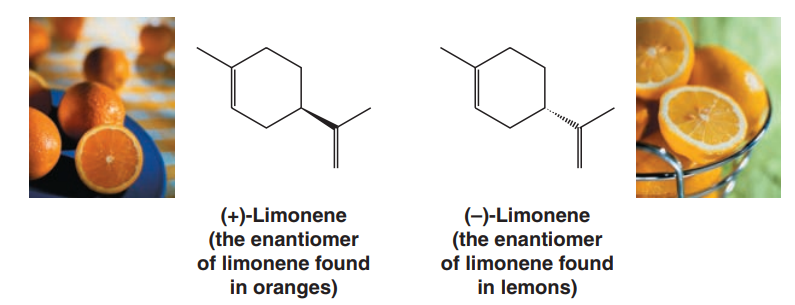 (+)-Limonene
(the enantiomer
of limonene found
in oranges)
(–)-Limonene
(the enantiomer
of limonene found
in lemons)